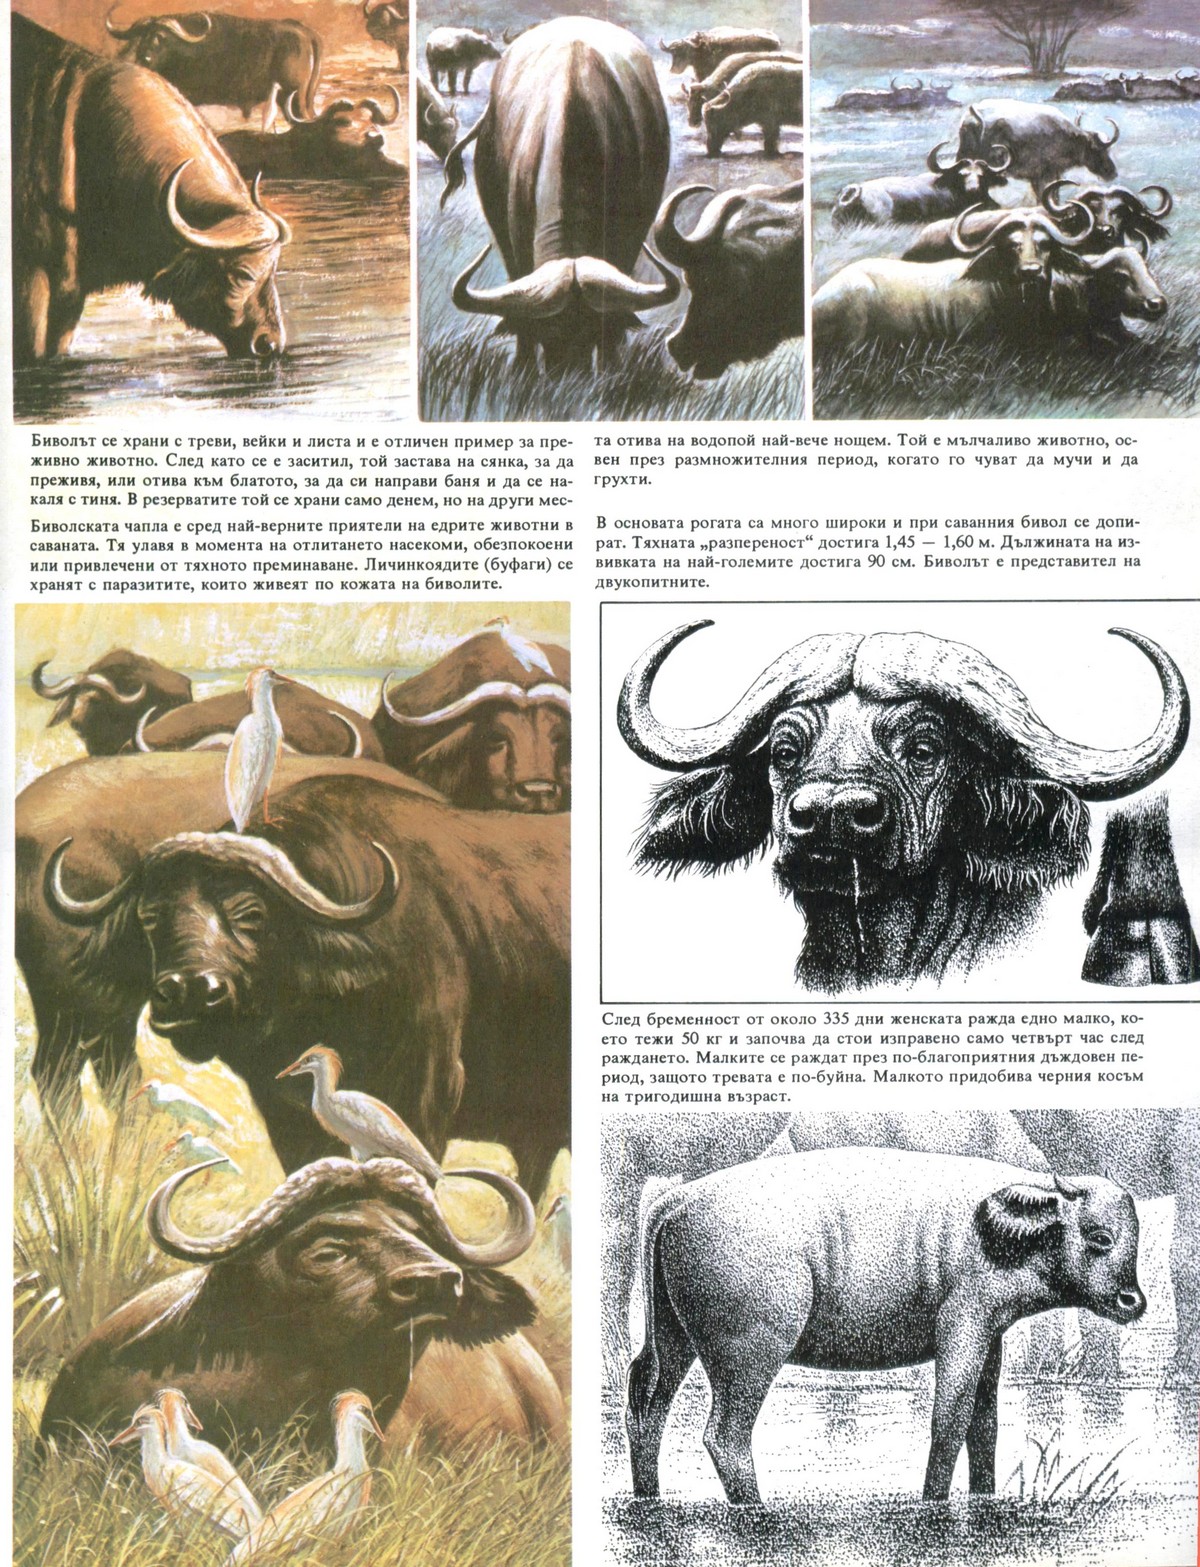 Биволът се храни с треви, вейки и листа и е отличен пример за пре-
живно животно. След като се е заситил, той застава на сянка, за да
преживя, или отива към блатото, за да си направи баня и да се на-
каля с тиня. В резерватите той се храни само денем, но на други мес-
та отива на водопой най-вече нощем. Той е мълчаливо животно, ос-
вен през размножителния период, когато го чуват да мучи и да
грухти.
Биволската чапла е сред най-верните приятели на едрите животни в
саваната. Тя улавя в момента на отлитането насекоми, обезпокоени
или привлечени от тяхното преминаване. Личинкоядите (буфаги) се
хранят с паразитите, които живеят по кожата на биволите.
В основата рогата са много широки и при саванния бивол се допи-
рат. Тяхната „разпереност“ достига 1,45 — 1,60 м. Дължината на из-
вивката на най-големите достига 90 см. Биволът е представител на
двукопитните.
След бременност от около 335 дни женската ражда едно малко, ко-
ето тежи 50 кг и започва да стои изправено само четвърт час след
раждането. Малките се раждат през по-благоприятния дъждовен пе-
риод, защото тревата е по-буйна. Малкото придобива черния косъм
на тригодишна възраст.